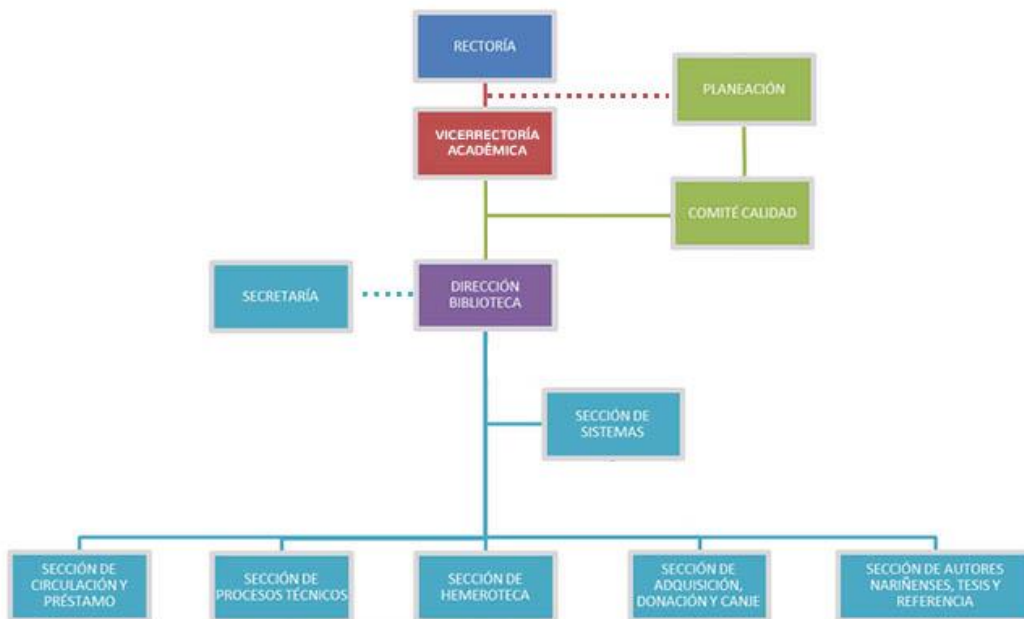 RECTORÍA
PLANEACIÓN
VICERRECTORÍA
ACADÉMICA
COMITÉ CALIDAD
SECRETARÍA
DIRECCIÓN
BIBLIOTECA
SECCIÓN DE
SISTEMAS
SECCIÓN DE
CIRCULACIÓN Y
PRÉSTAMO
SECCIÓN DE
PROCESOS TÉCNICOS
SECCIÓN DE
HEMEROTECA
SECCIÓN DE
ADQUISICIÓN,
DONACIÓN Y CANJE
SECCIÓN DE AUTORES
NARIÑENSES, TESIS Y
REFERENCIA